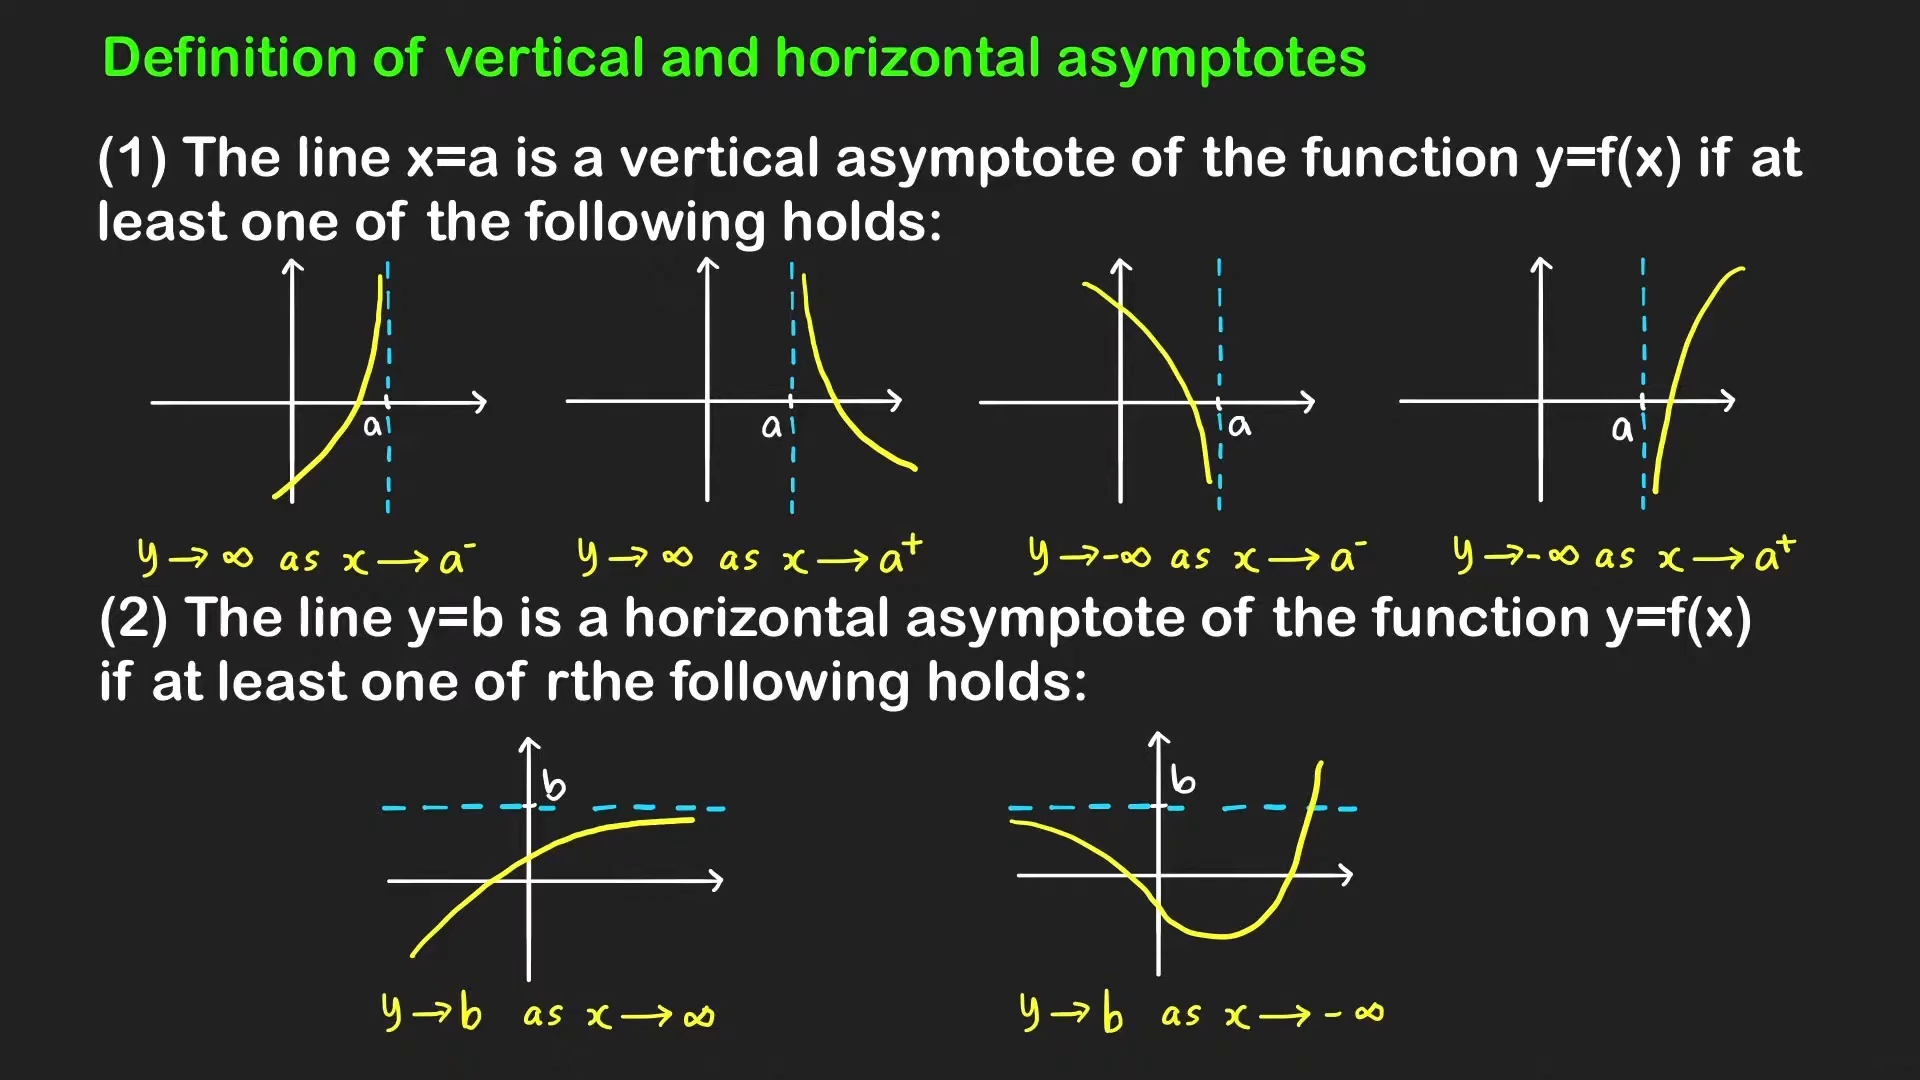 Definition of vertical and horizontal asymptotes
(1) The line x=a is a vertical asymptote of the function y=f(x) if at
least one of the following holds:
a a a a
y→∞ as x→a⁻ y→∞ as x→a⁺ y→-∞ as x→a⁻ y→-∞ as x→a⁺
(2) The line y=b is a horizontal asymptote of the function y=f(x)
if at least one of rthe following holds:
b b
y→b as x→∞ y→b as x→-∞